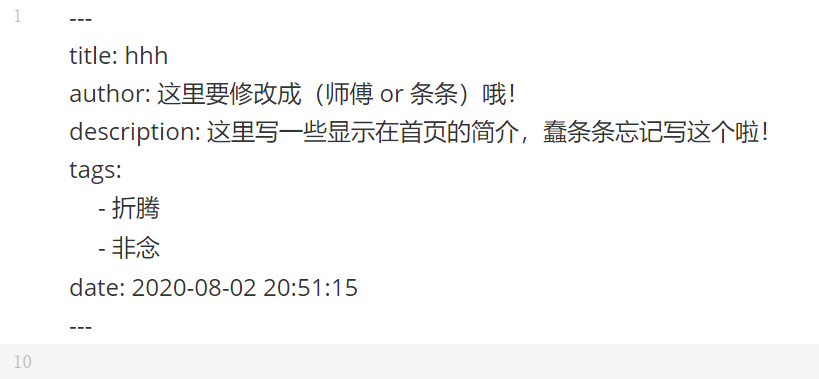 1 ---
title: hhh
author: 这里要修改成（师傅 or 条条）哦！
description: 这里写一些显示在首页的简介，蠢条条忘记写这个啦！
tags:
- 折腾
- 非念
date: 2020-08-02 20:51:15
---
10